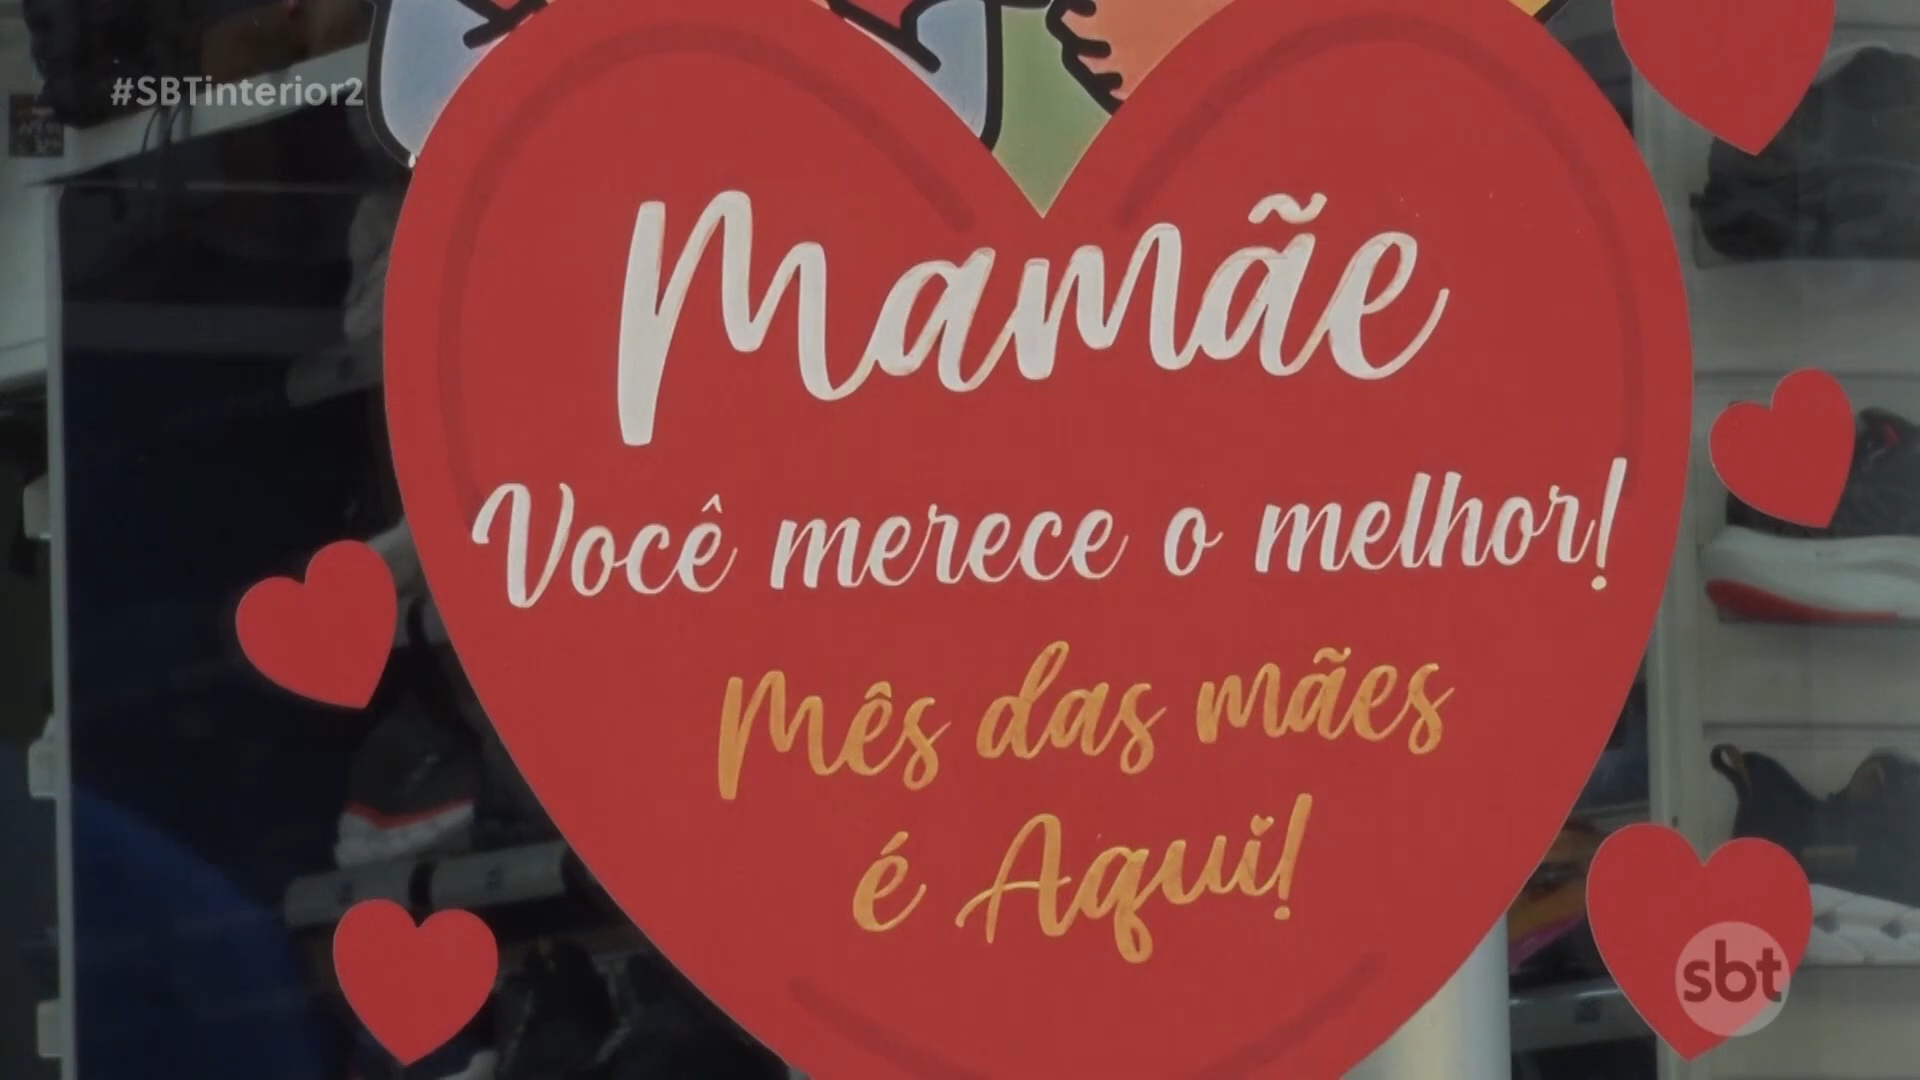 #SBTinterior2
Mamãe
Você merece o melhor!
Mês das mães
é Aqui!
sbt